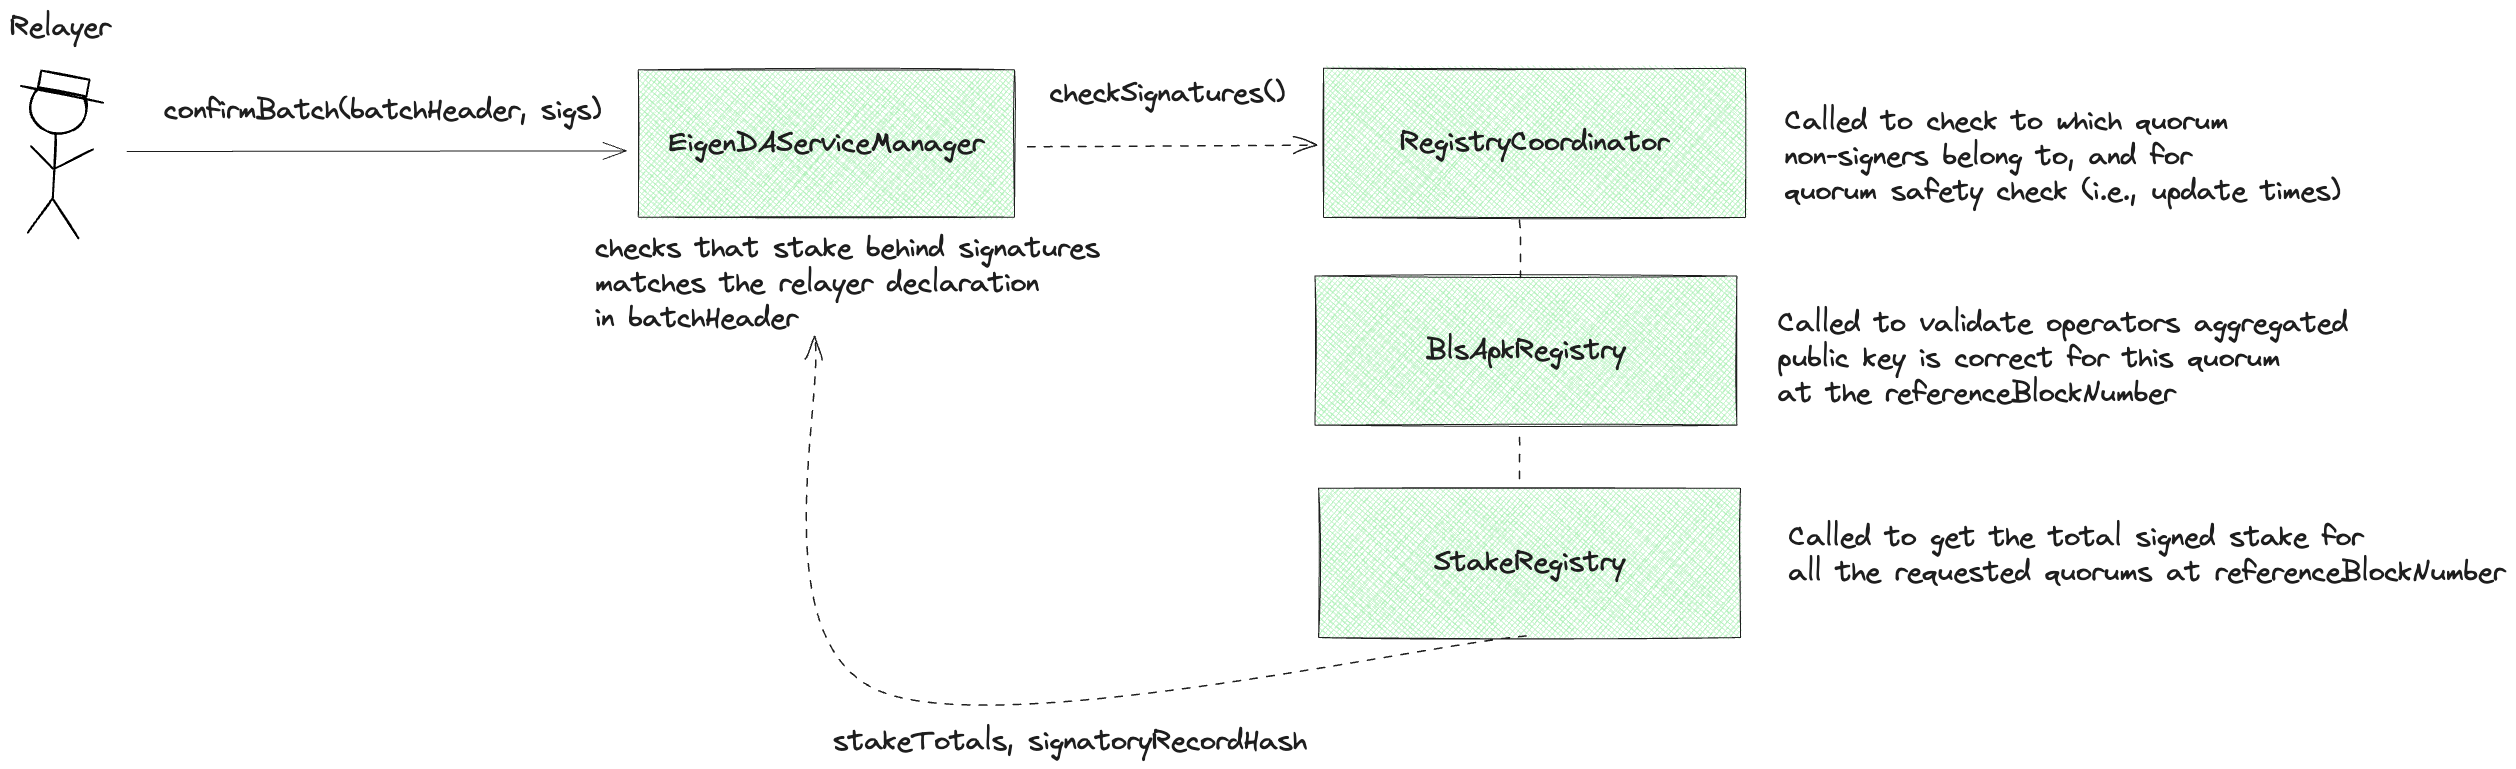 Relayer
confirmBatch(batchHeader, sigs)
EigenDAServiceManager
checks that stake behind signatures
matches the relayer declaration
in batchHeader
checkSignatures()
RegistryCoordinator
Called to check to which quorum
non-signers belong to, and for
quorum safety check (i.e., update times)
BlsApkRegistry
Called to validate operators aggregated
public key is correct for this quorum
at the referenceBlockNumber
StakeRegistry
Called to get the total signed stake for
all the requested quorums at referenceBlockNumber
stakeTotals, signatoryRecordHash